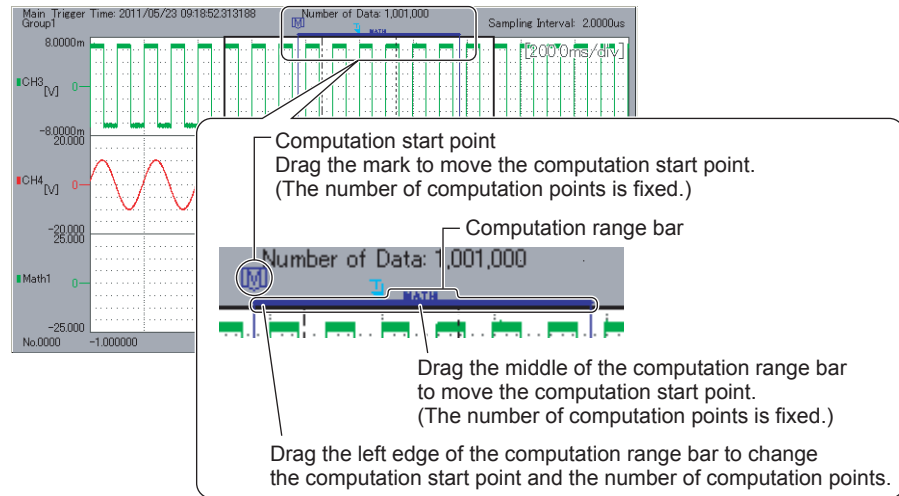 Main Trigger Time: 2011/05/23 09:18:52.313188
Number of Data: 1,001,000
Group1
M
Sampling Interval: 2.0000us
T
MATH
8.0000m
[200.0ms/div]
CH3
[V]
0
-8.0000m
20.000
CH4
[V]
0
-20.000
25.000
Math1
0
-25.000
No.0000
-1.000000
Computation start point
Drag the mark to move the computation start point.
(The number of computation points is fixed.)
Computation range bar
Number of Data: 1,001,000
M
T
MATH
Drag the middle of the computation range bar
to move the computation start point.
(The number of computation points is fixed.)
Drag the left edge of the computation range bar to change
the computation start point and the number of computation points.